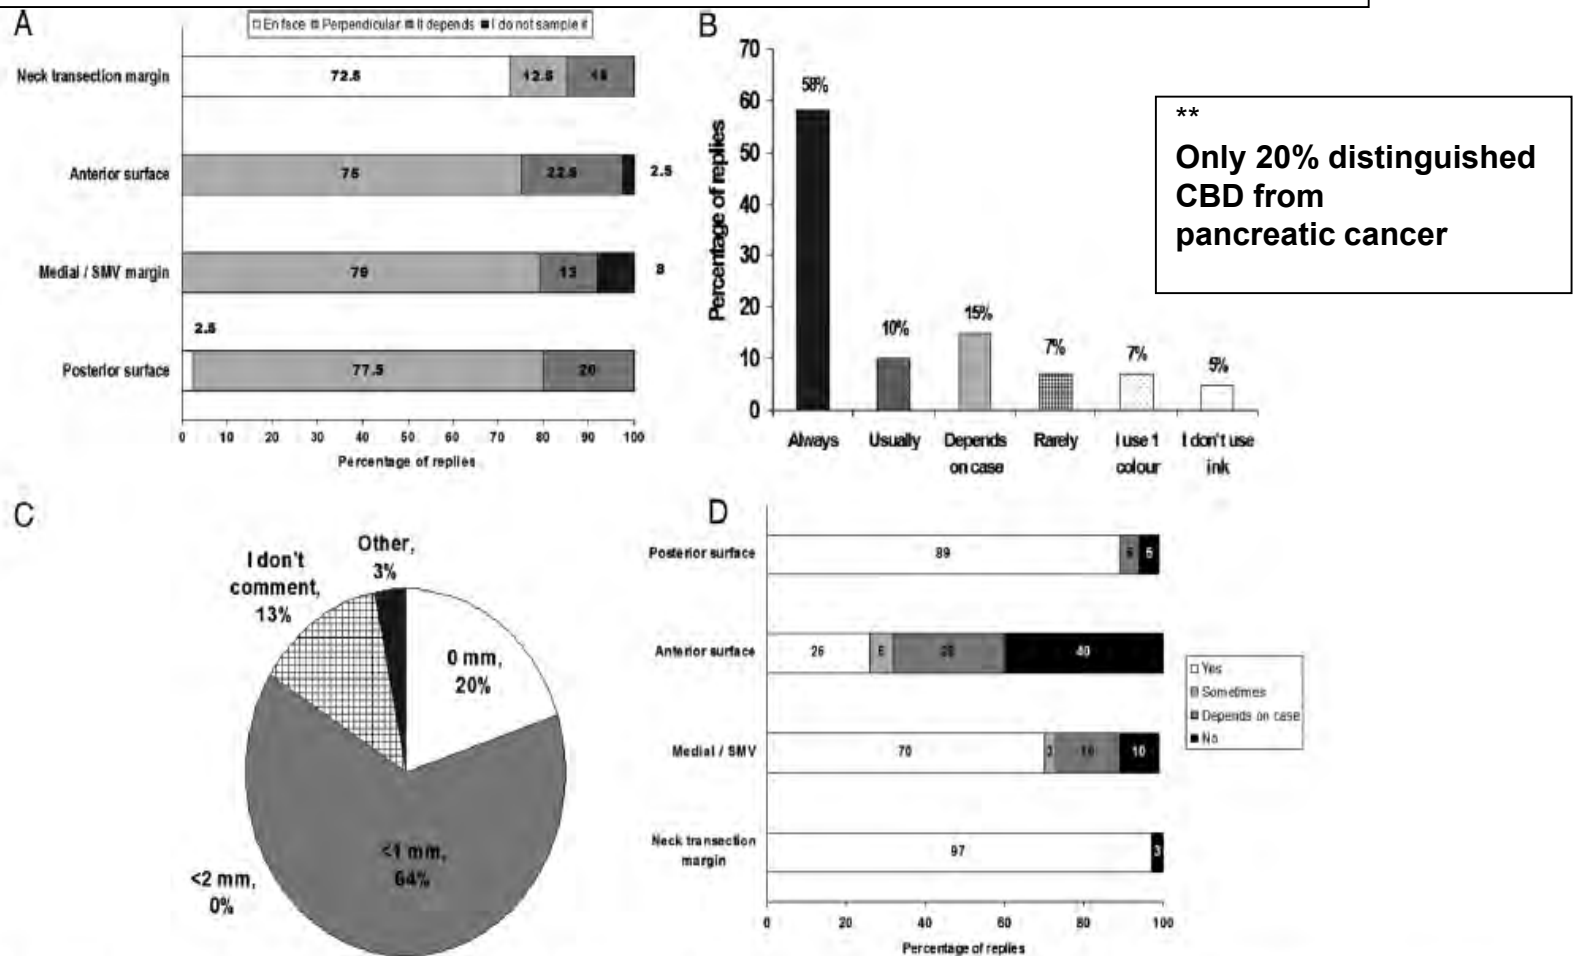 A
□ En face ■ Perpendicular ■ It depends ■ I do not sample it
Neck transection margin
72.5
12.5
15
Anterior surface
75
22.5
2.5
Medial / SMV margin
79
13
8
2.5
Posterior surface
77.5
20
0 10 20 30 40 50 60 70 80 90 100
Percentage of replies
B
Percentage of replies
70
60
50
40
30
20
10
0
58%
10%
15%
7%
7%
5%
Always
Usually
Depends
on case
Rarely
I use 1
colour
I don't use
ink
**
Only 20% distinguished
CBD from
pancreatic cancer
C
Other,
3%
I don't
comment,
13%
0 mm,
20%
<1 mm,
64%
<2 mm,
0%
D
Posterior surface
89
5
Anterior surface
26
40
Medial / SMV
70
3
10
Neck transection
margin
97
3
0 20 40 60 80 100
Percentage of replies
□ Yes
■ Sometimes
■ Depends on case
■ No